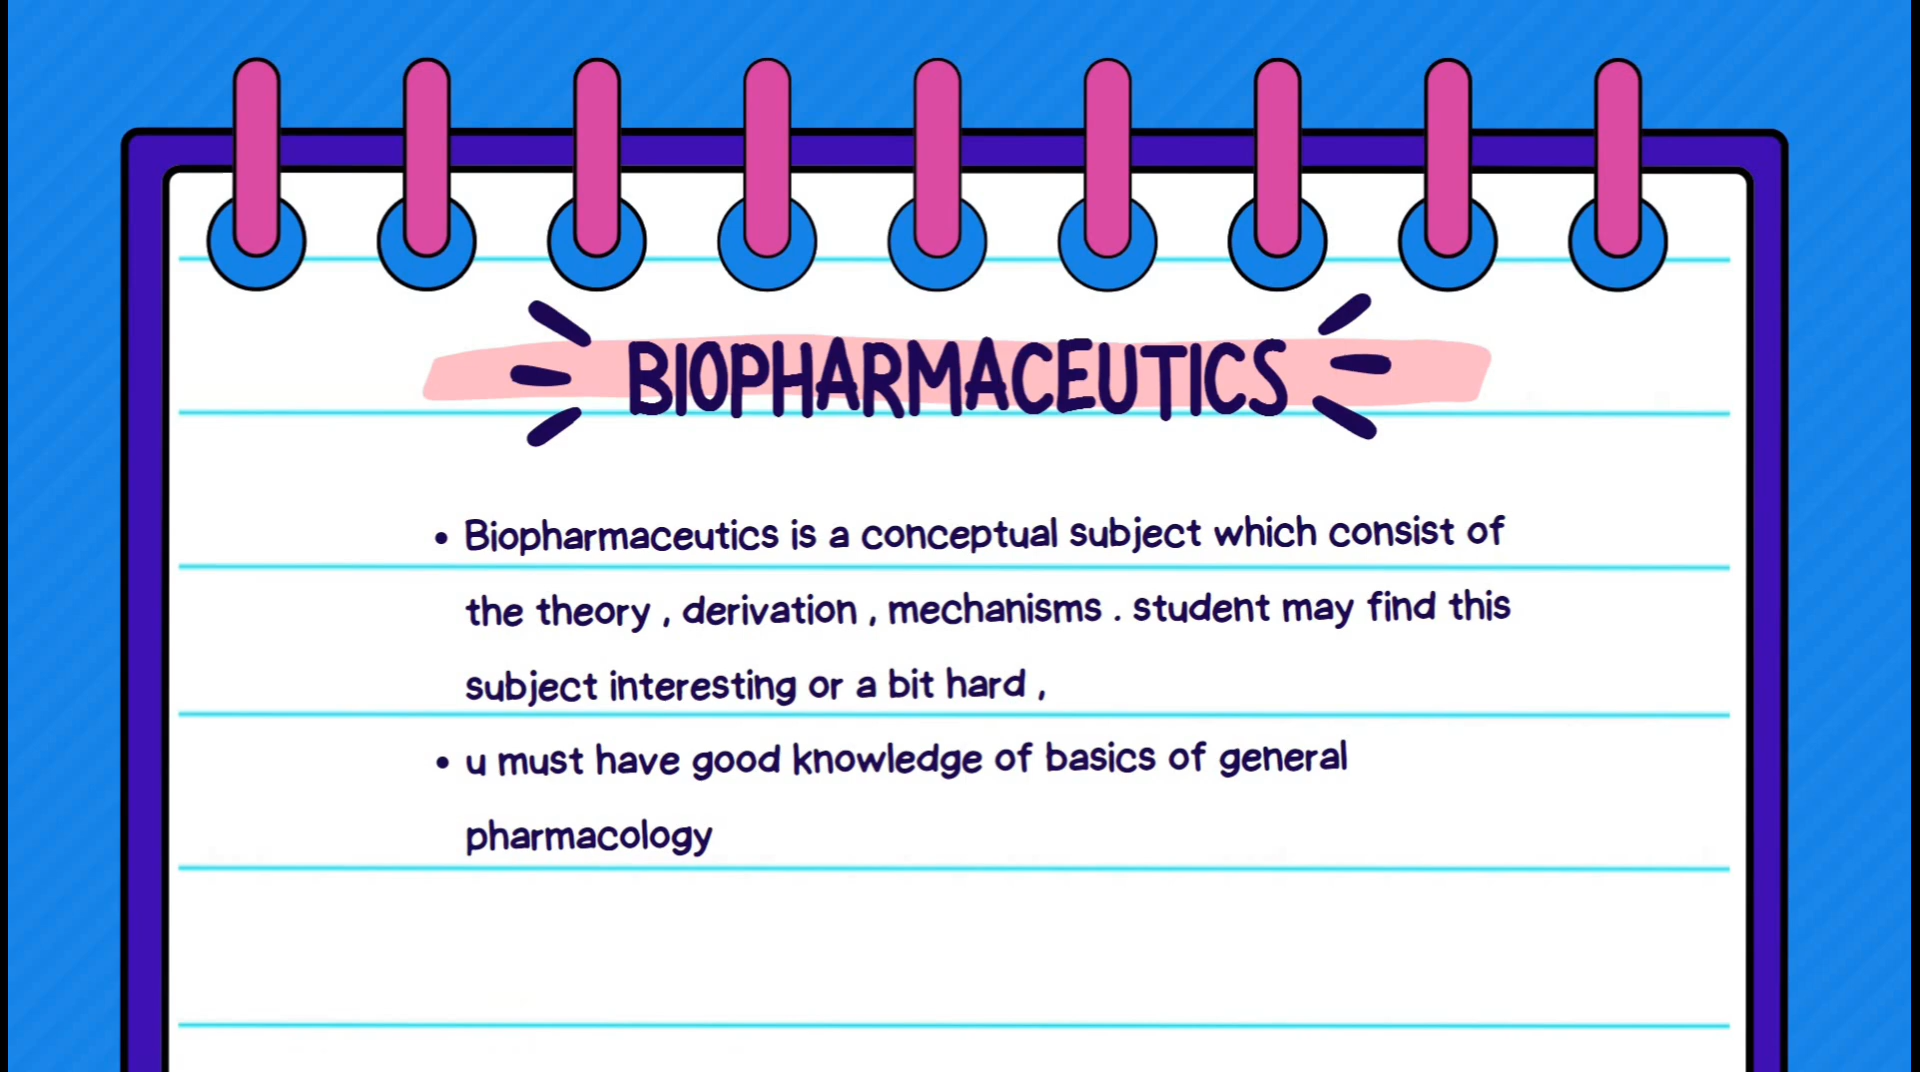 BIOPHARMACEUTICS
• Biopharmaceutics is a conceptual subject which consist of
the theory , derivation , mechanisms . student may find this
subject interesting or a bit hard ,
• u must have good knowledge of basics of general
pharmacology